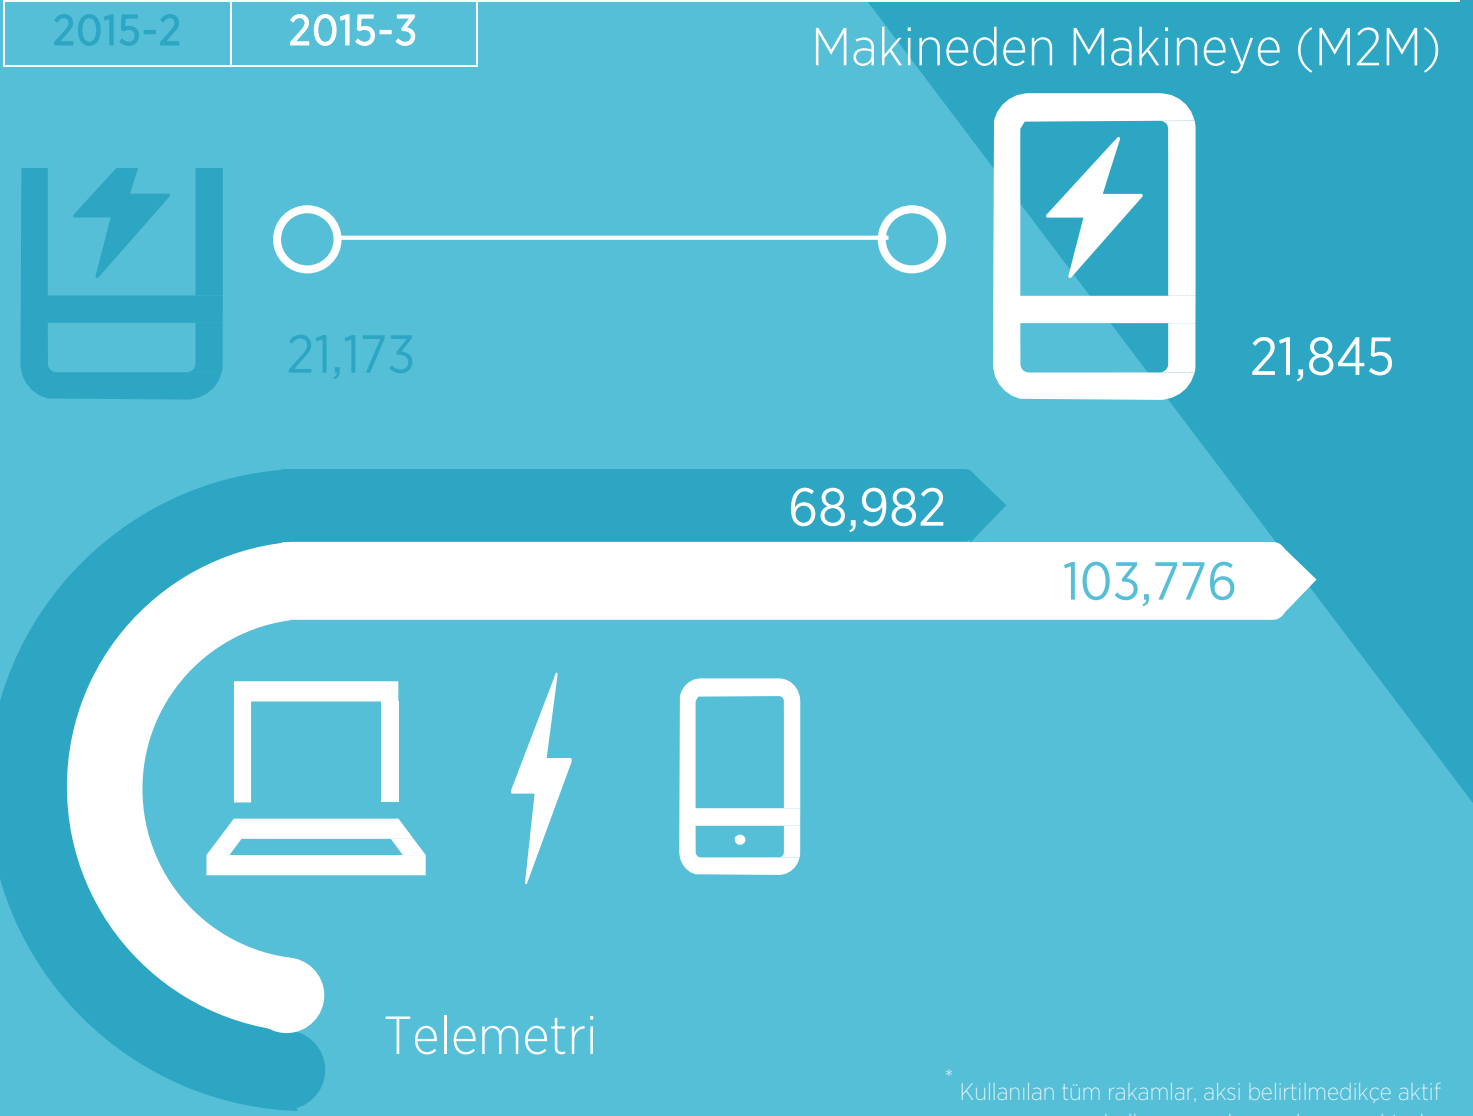 2015-2 2015-3
Makineden Makineye (M2M)
21,173
21,845
68,982
103,776
Telemetri
* Kullanılan tüm rakamlar, aksi belirtilmedikçe aktif